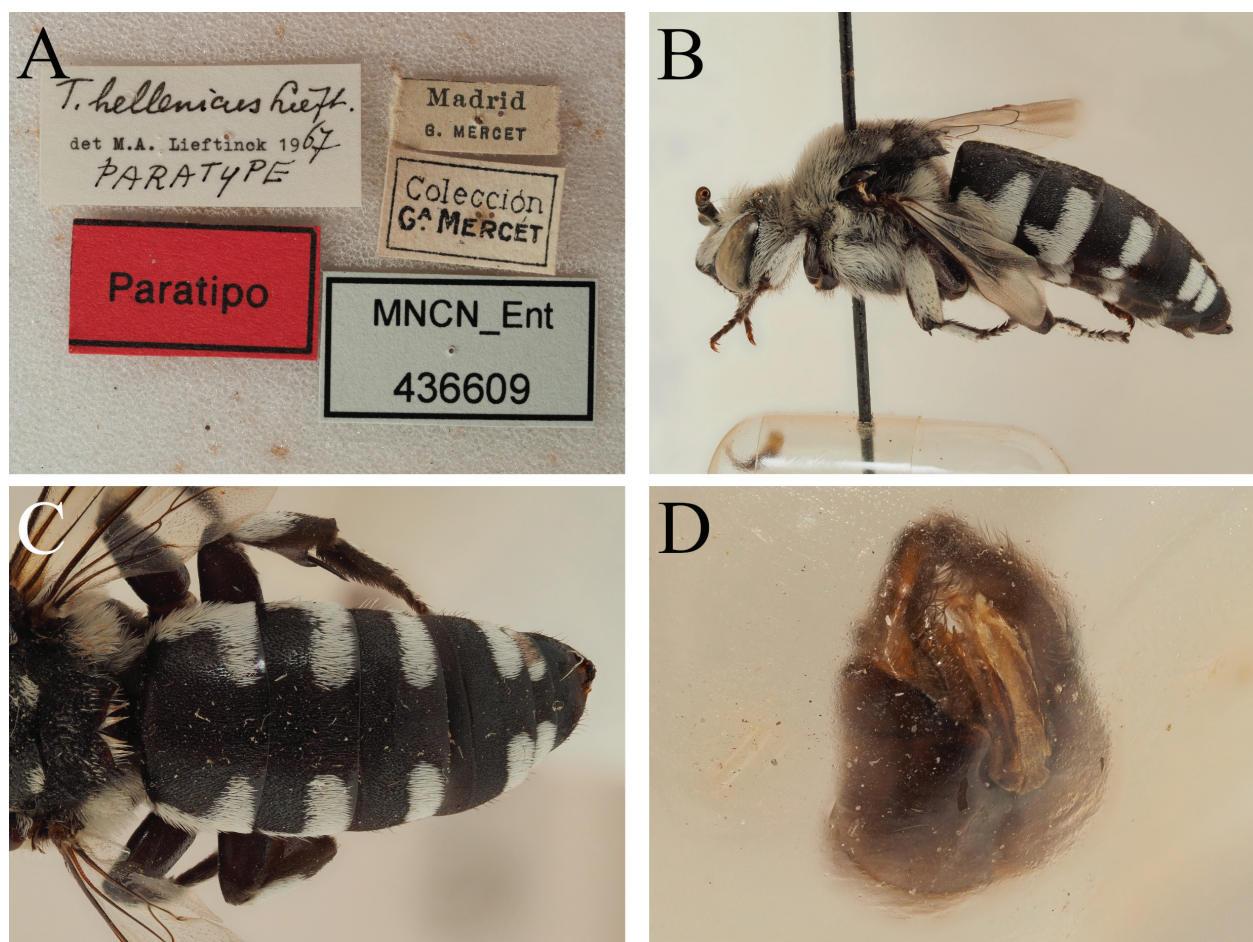 A
T. hellenicus Lieft.
det M.A. Lieftinck 1967
PARATYPE
Madrid
G. MERCET
Colección
Gª MERCET
Paratipo
MNCN_Ent
436609
B
C
D